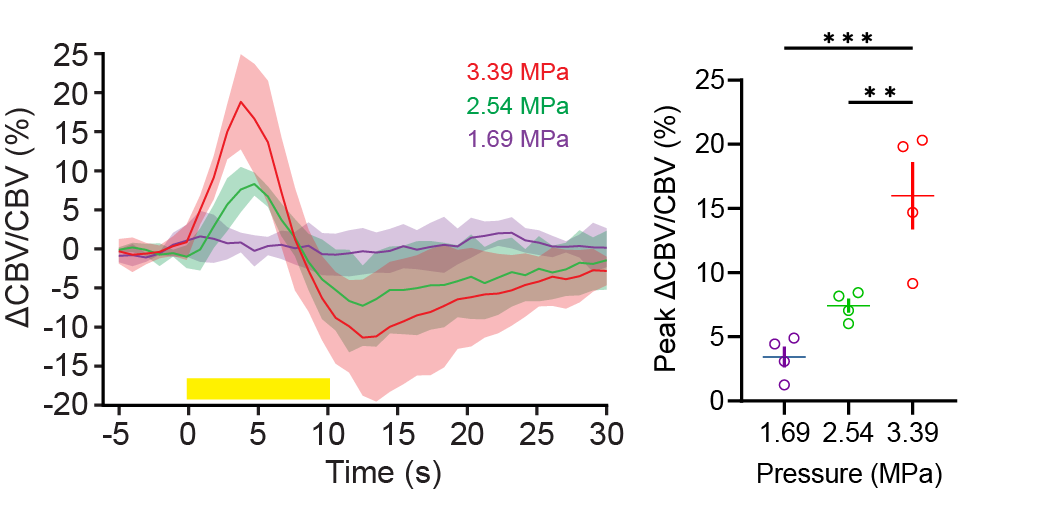 ΔCBV/CBV (%)
25
20
15
10
5
0
-5
-10
-15
-20
3.39 MPa
2.54 MPa
1.69 MPa
-5 0 5 10 15 20 25 30
Time (s)
Peak ΔCBV/CBV (%)
***
**
25
20
15
10
5
0
1.69 2.54 3.39
Pressure (MPa)